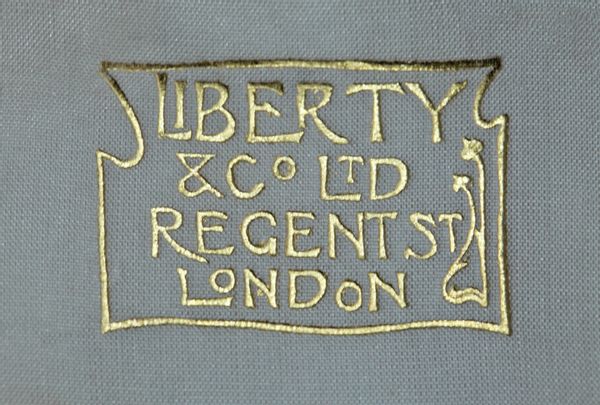 LIBERTY
& Co LTD
REGENT ST
LONDON